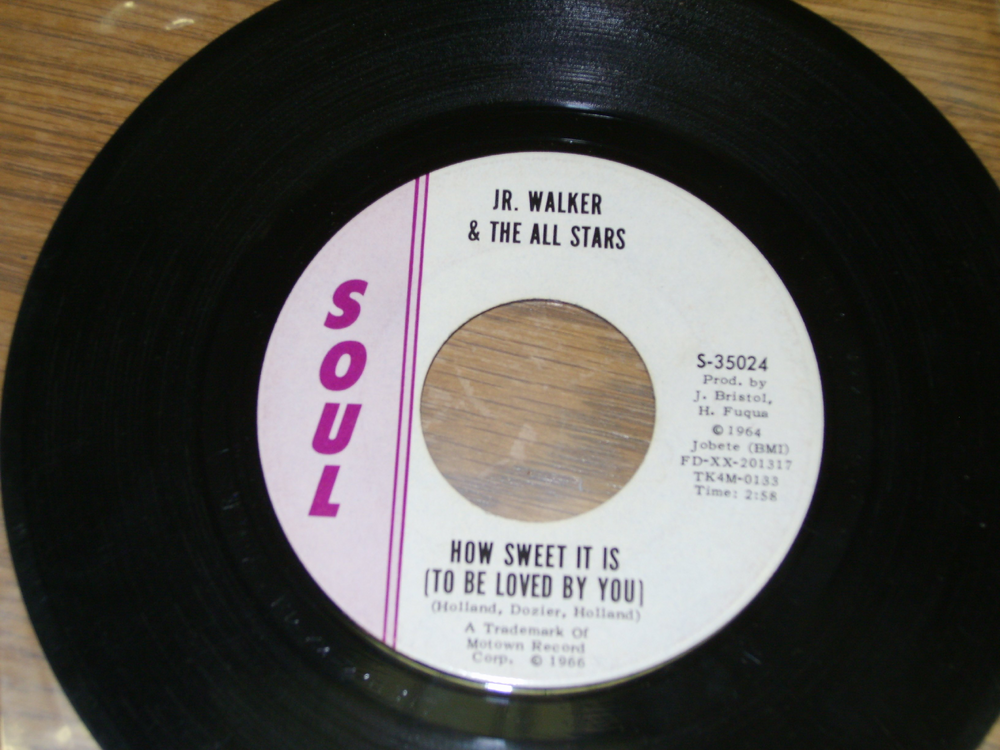 JR. WALKER
& THE ALL STARS
SOUL
S-35024
Prod. by
J. Bristol,
H. Fuqua
© 1964
Jobete (BMI)
FD-XX-201317
TK4M-0133
Time: 2:58
HOW SWEET IT IS
(TO BE LOVED BY YOU)
(Holland, Dozier, Holland)
A Trademark Of
Motown Record
Corp. © 1966